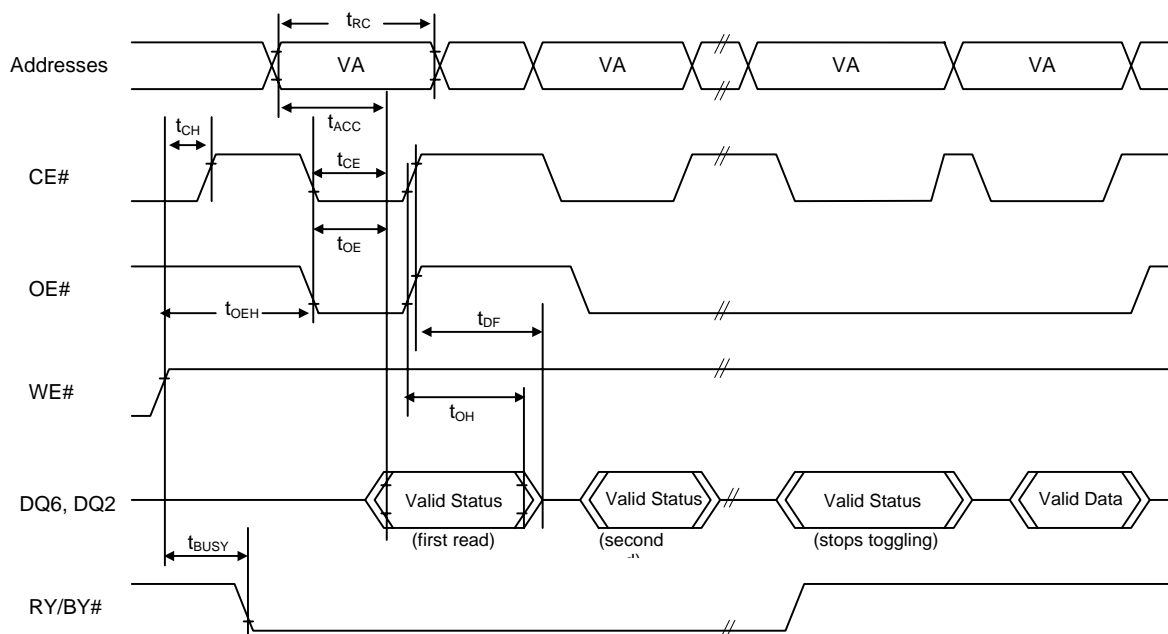 tRC
Addresses VA VA VA VA
tCH tACC
tCE
CE#
tOE
OE#
tOEH tDF
WE#
tOH
DQ6, DQ2 Valid Status Valid Status Valid Status Valid Data
(first read) (second (stops toggling)
tBUSY
RY/BY#